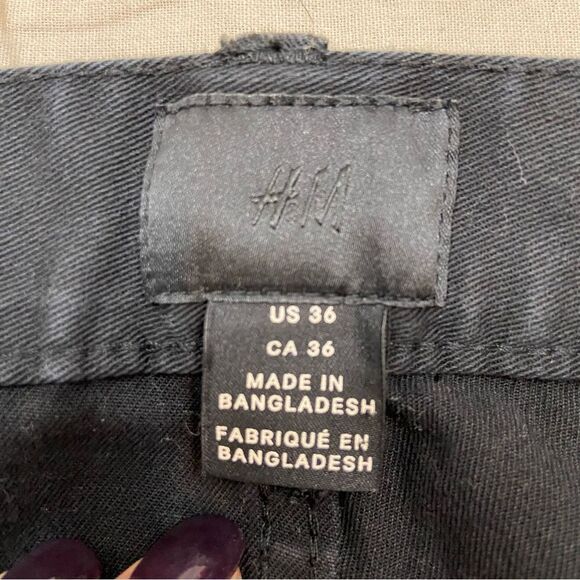 H&M
US 36
CA 36
MADE IN
BANGLADESH
FABRIQUÉ EN
BANGLADESH